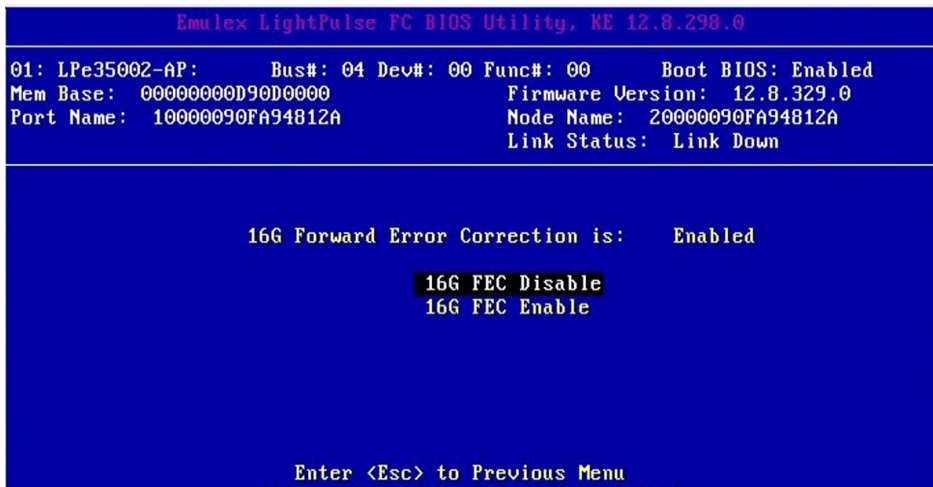 Emulex LightPulse FC BIOS Utility, KE 12.8.298.0
01: LPe35002-AP: Bus#: 04 Dev#: 00 Func#: 00 Boot BIOS: Enabled
Mem Base: 00000000D90D0000 Firmware Version: 12.8.329.0
Port Name: 10000090FA94812A Node Name: 20000090FA94812A
Link Status: Link Down
16G Forward Error Correction is: Enabled
16G FEC Disable
16G FEC Enable
Enter <Esc> to Previous Menu